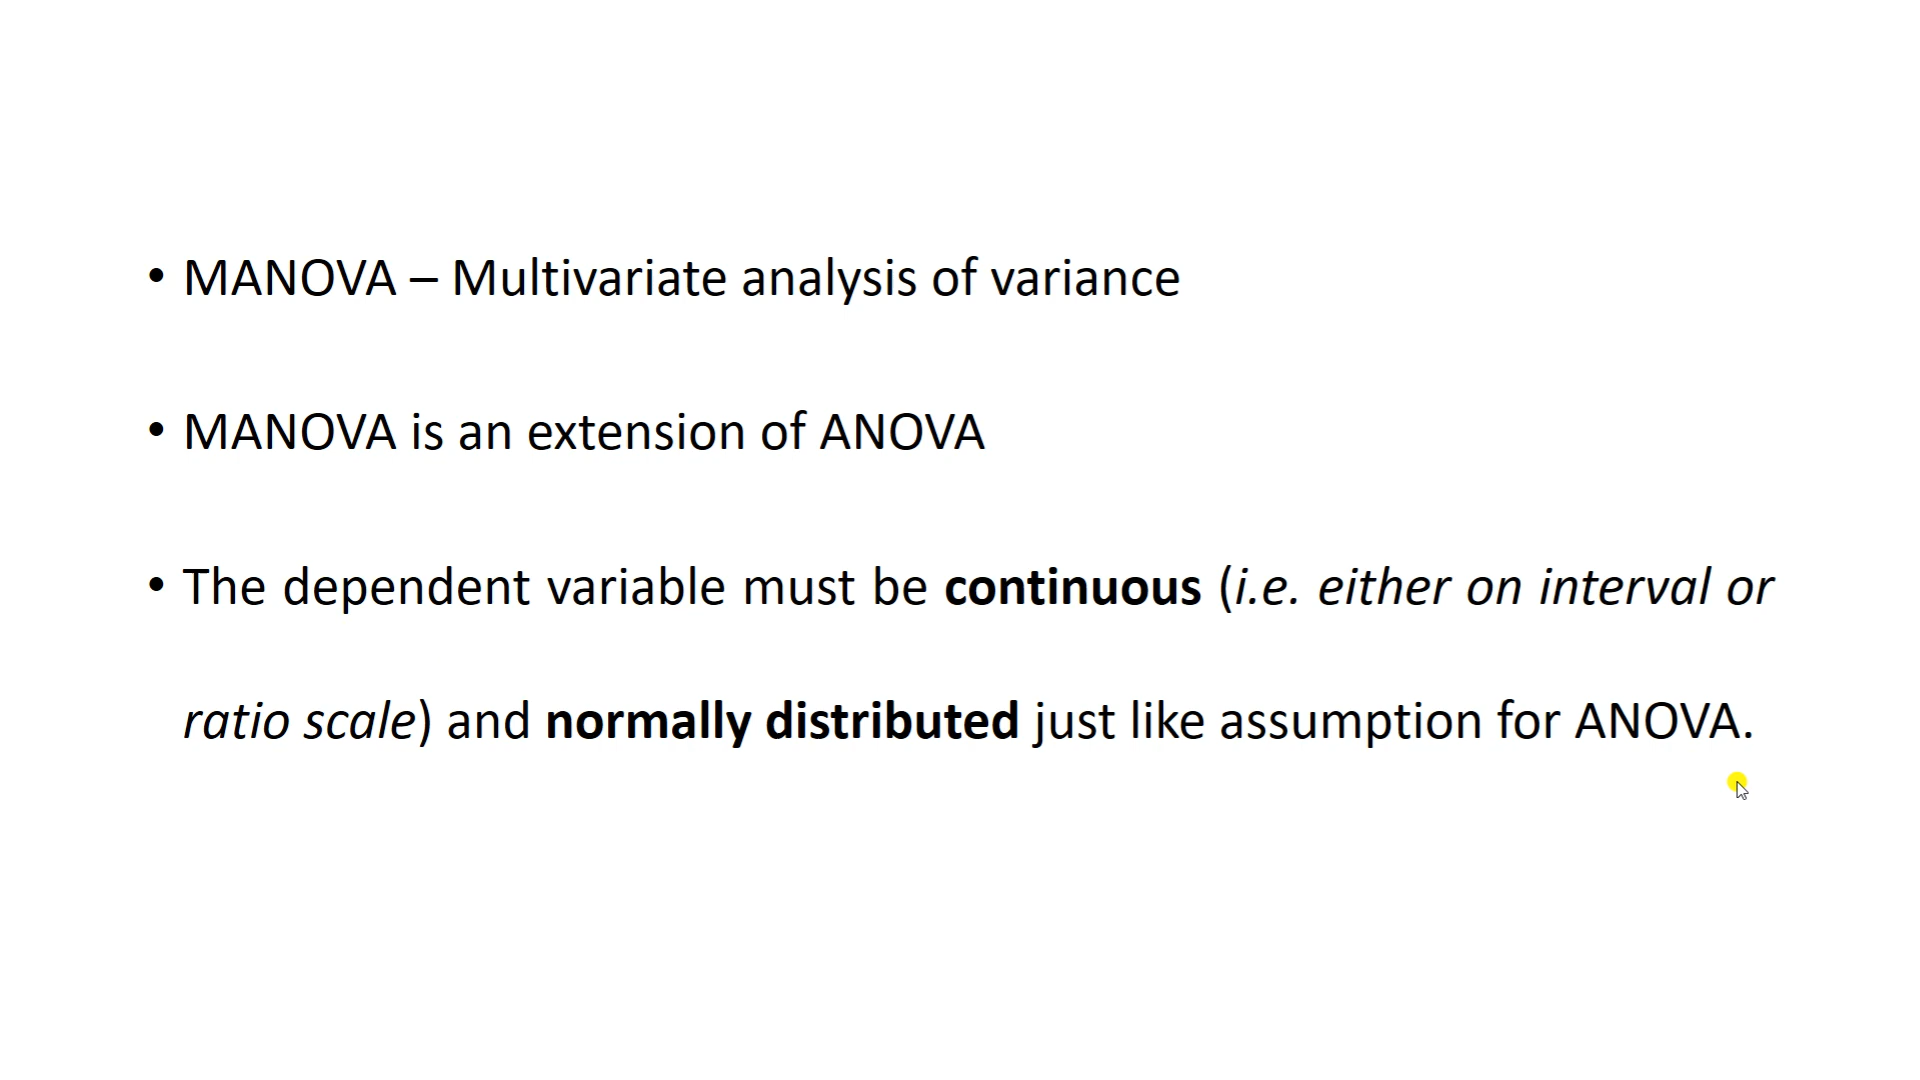 • MANOVA – Multivariate analysis of variance
• MANOVA is an extension of ANOVA
• The dependent variable must be continuous (i.e. either on interval or
ratio scale) and normally distributed just like assumption for ANOVA.